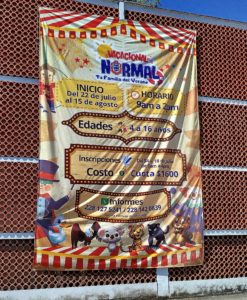 VACACIONAL
NORMAL
Tu Familia del Verano
INICIO
Del 22 de julio
al 15 de agosto
HORARIO
9am a 2pm
Edades
4 a 16 años
Inscripciones
Costo
Cuota $1600
Informes